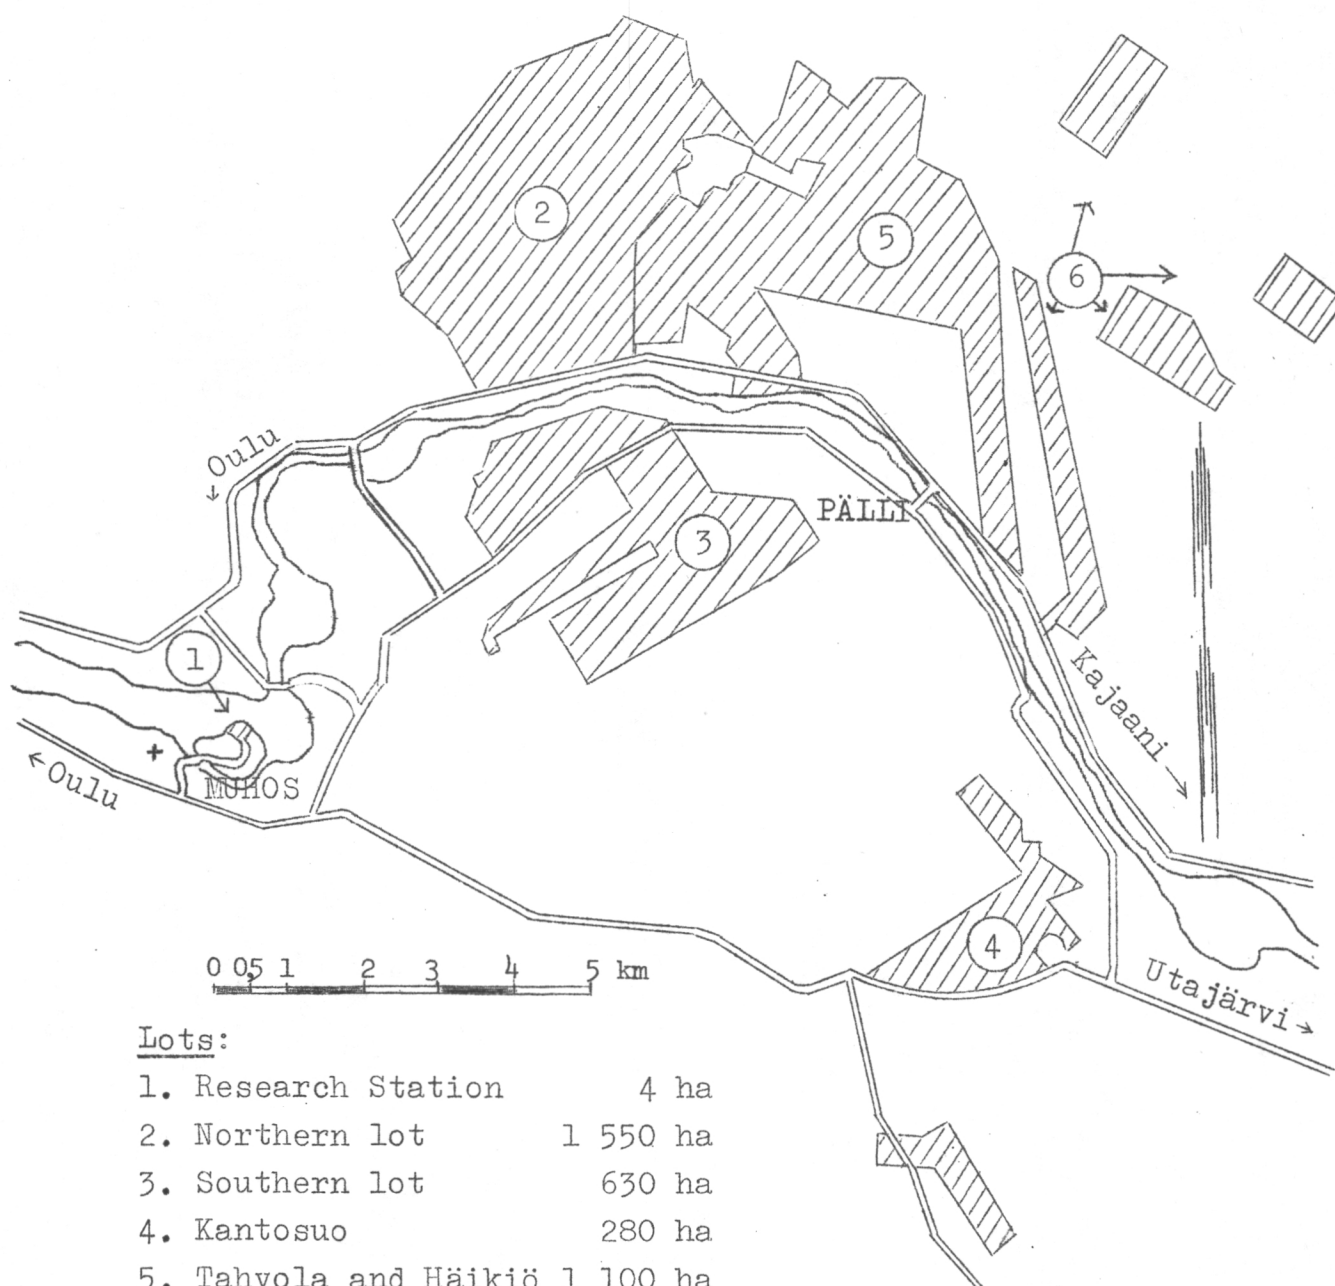 2
5
6
Oulu
↓
PÄLLI
3
1
Kajaani →
← Oulu
MUHOS
4
Utajärvi →
0 0,5 1 2 3 4 5 km
Lots:
1. Research Station 4 ha
2. Northern lot 1 550 ha
3. Southern lot 630 ha
4. Kantosuo 280 ha
5. Tahvola and Häikiö 1 100 ha